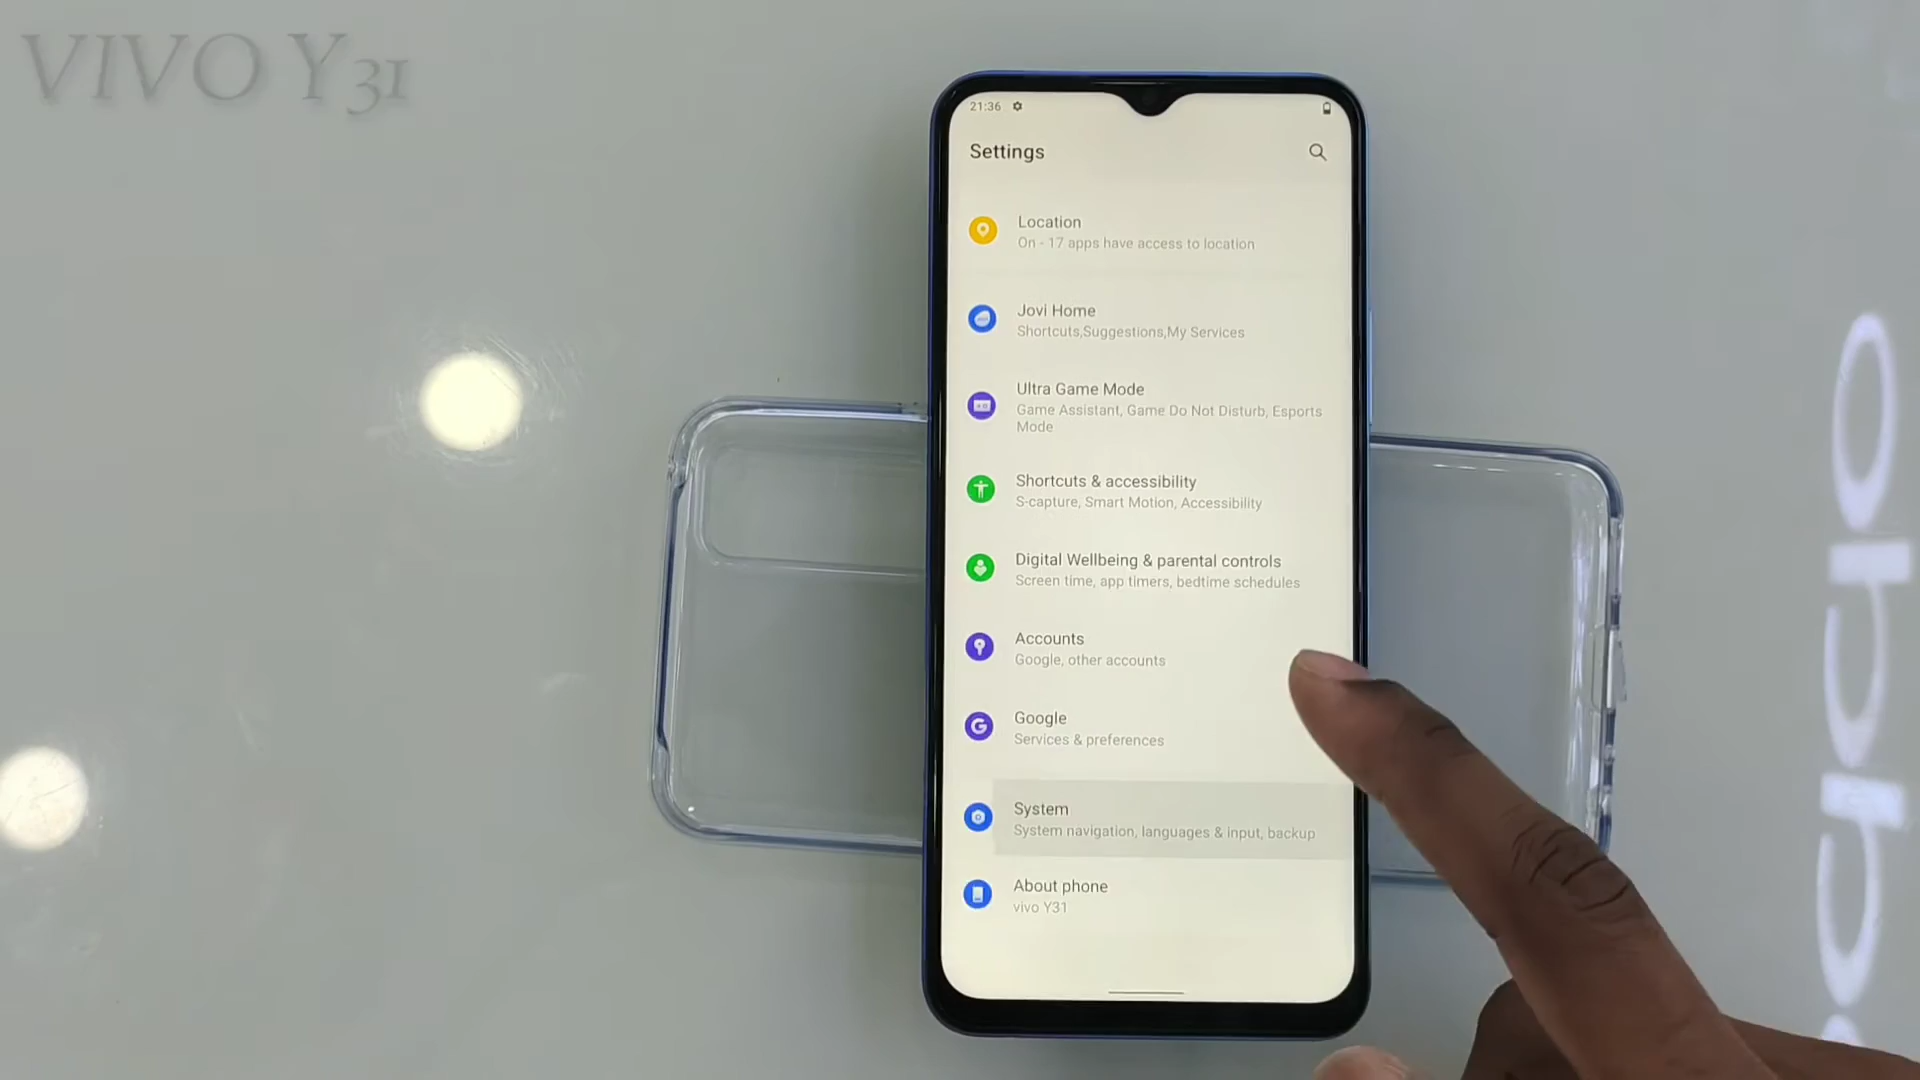 VIVO Y31
21:36
Settings
Location
On - 17 apps have access to location
Jovi Home
Shortcuts,Suggestions,My Services
Ultra Game Mode
Game Assistant, Game Do Not Disturb, Esports
Mode
Shortcuts & accessibility
S-capture, Smart Motion, Accessibility
Digital Wellbeing & parental controls
Screen time, app timers, bedtime schedules
Accounts
Google, other accounts
Google
Services & preferences
System
System navigation, languages & input, backup
About phone
vivo Y31